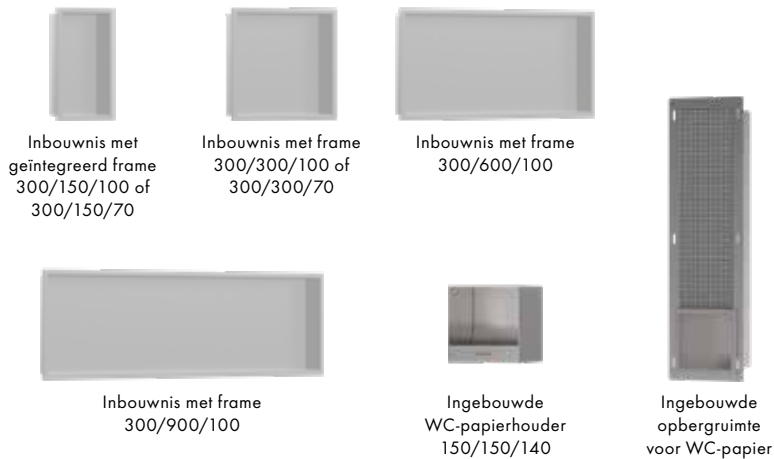 Inbouwnis met
geïntegreerd frame
300/150/100 of
300/150/70
Inbouwnis met frame
300/300/100 of
300/300/70
Inbouwnis met frame
300/600/100
Inbouwnis met frame
300/900/100
Ingebouwde
WC-papierhouder
150/150/140
Ingebouwde
opbergruimte
voor WC-papier